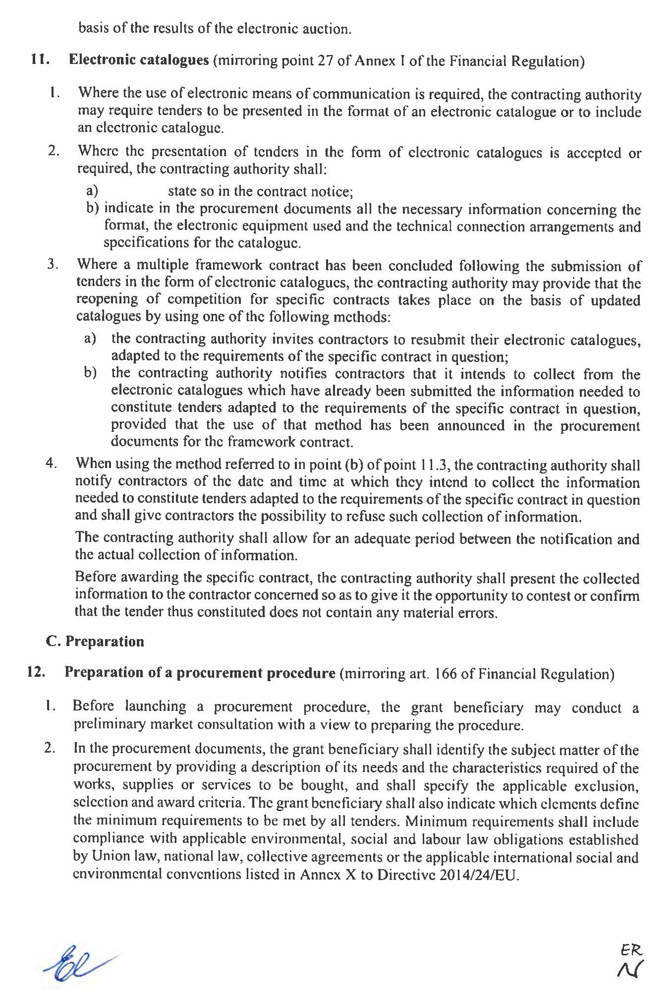 basis of the results of the electronic auction.
11. Electronic catalogues (mirroring point 27 of Annex I of the Financial Regulation)
1. Where the use of electronic means of communication is required, the contracting authority
may require tenders to be presented in the format of an electronic catalogue or to include
an electronic catalogue.
2. Where the presentation of tenders in the form of electronic catalogues is accepted or
required, the contracting authority shall:
a) state so in the contract notice;
b) indicate in the procurement documents all the necessary information concerning the
format, the electronic equipment used and the technical connection arrangements and
specifications for the catalogue.
3. Where a multiple framework contract has been concluded following the submission of
tenders in the form of electronic catalogues, the contracting authority may provide that the
reopening of competition for specific contracts takes place on the basis of updated
catalogues by using one of the following methods:
a) the contracting authority invites contractors to resubmit their electronic catalogues,
adapted to the requirements of the specific contract in question;
b) the contracting authority notifies contractors that it intends to collect from the
electronic catalogues which have already been submitted the information needed to
constitute tenders adapted to the requirements of the specific contract in question,
provided that the use of that method has been announced in the procurement
documents for the framework contract.
4. When using the method referred to in point (b) of point 11.3, the contracting authority shall
notify contractors of the date and time at which they intend to collect the information
needed to constitute tenders adapted to the requirements of the specific contract in question
and shall give contractors the possibility to refuse such collection of information.
The contracting authority shall allow for an adequate period between the notification and
the actual collection of information.
Before awarding the specific contract, the contracting authority shall present the collected
information to the contractor concerned so as to give it the opportunity to contest or confirm
that the tender thus constituted does not contain any material errors.
C. Preparation
12. Preparation of a procurement procedure (mirroring art. 166 of Financial Regulation)
1. Before launching a procurement procedure, the grant beneficiary may conduct a
preliminary market consultation with a view to preparing the procedure.
2. In the procurement documents, the grant beneficiary shall identify the subject matter of the
procurement by providing a description of its needs and the characteristics required of the
works, supplies or services to be bought, and shall specify the applicable exclusion,
selection and award criteria. The grant beneficiary shall also indicate which elements define
the minimum requirements to be met by all tenders. Minimum requirements shall include
compliance with applicable environmental, social and labour law obligations established
by Union law, national law, collective agreements or the applicable international social and
environmental conventions listed in Annex X to Directive 2014/24/EU.
ER